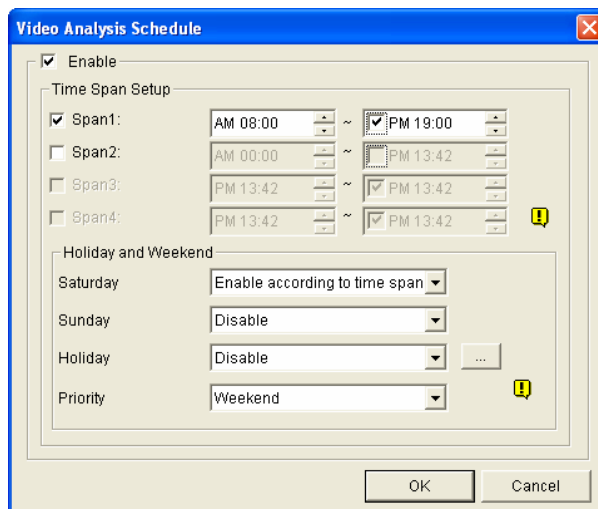 Video Analysis Schedule
Enable
Time Span Setup
Span1: AM 08:00 ~ PM 19:00
Span2: AM 00:00 ~ PM 13:42
Span3: PM 13:42 ~ PM 13:42
Span4: PM 13:42 ~ PM 13:42
Holiday and Weekend
Saturday Enable according to time span
Sunday Disable
Holiday Disable ...
Priority Weekend
OK Cancel